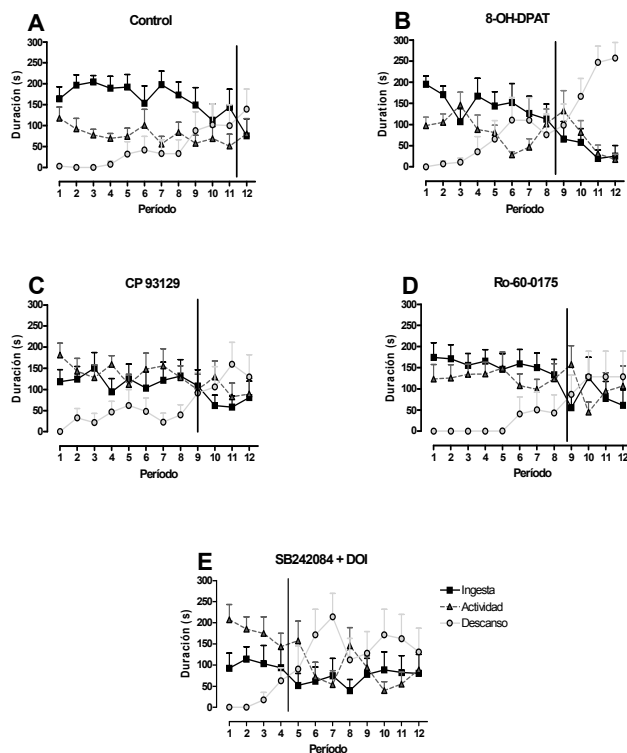 A
Control
Duración (s)
300
250
200
150
100
50
0
1 2 3 4 5 6 7 8 9 10 11 12
Período
B
8-OH-DPAT
Duration (s)
300
250
200
150
100
50
0
1 2 3 4 5 6 7 8 9 10 11 12
Período
C
CP 93129
Duración (s)
300
250
200
150
100
50
0
1 2 3 4 5 6 7 8 9 10 11 12
Período
D
Ro-60-0175
Duración (s)
300
250
200
150
100
50
0
1 2 3 4 5 6 7 8 9 10 11 12
Período
E
SB242084 + DOI
Duración (s)
300
250
200
150
100
50
0
1 2 3 4 5 6 7 8 9 10 11 12
Período
Ingesta
Actividad
Descanso